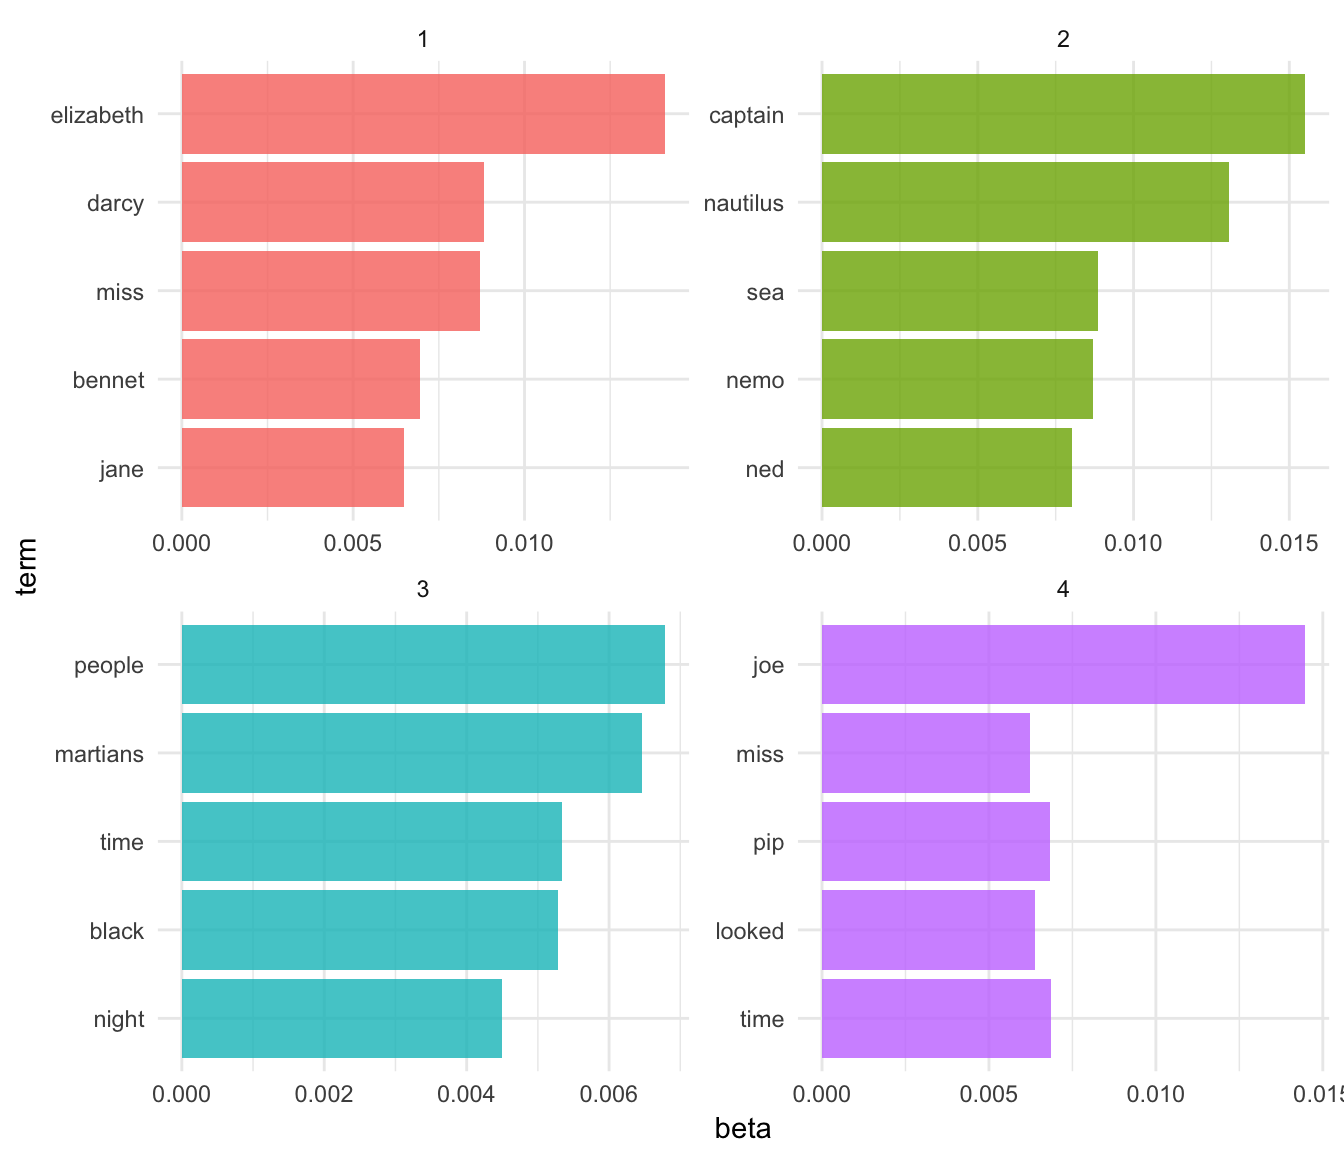 1
elizabeth
darcy
miss
bennet
jane
0.000 0.005 0.010
2
captain
nautilus
sea
nemo
ned
0.000 0.005 0.010 0.015
term
3
people
martians
time
black
night
0.000 0.002 0.004 0.006
4
joe
miss
pip
looked
time
0.000 0.005 0.010 0.015
beta